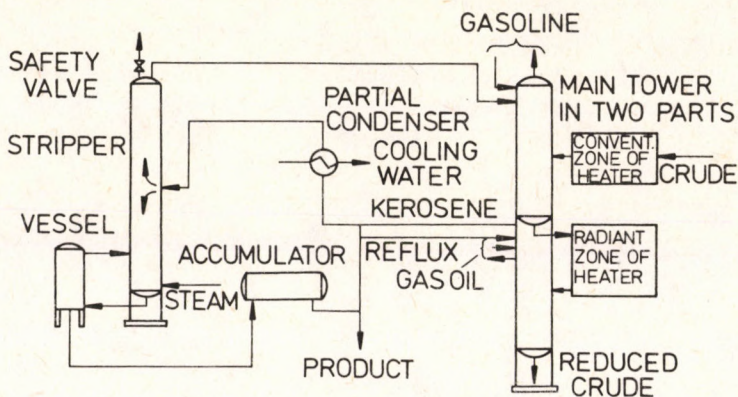 GASOLINE
SAFETY
VALVE
MAIN TOWER
IN TWO PARTS
PARTIAL
CONDENSER
STRIPPER
COOLING
WATER
CONVENT.
ZONE OF
HEATER
CRUDE
KEROSENE
VESSEL
ACCUMULATOR
REFLUX
GAS OIL
RADIANT
ZONE OF
HEATER
STEAM
PRODUCT
REDUCED
CRUDE